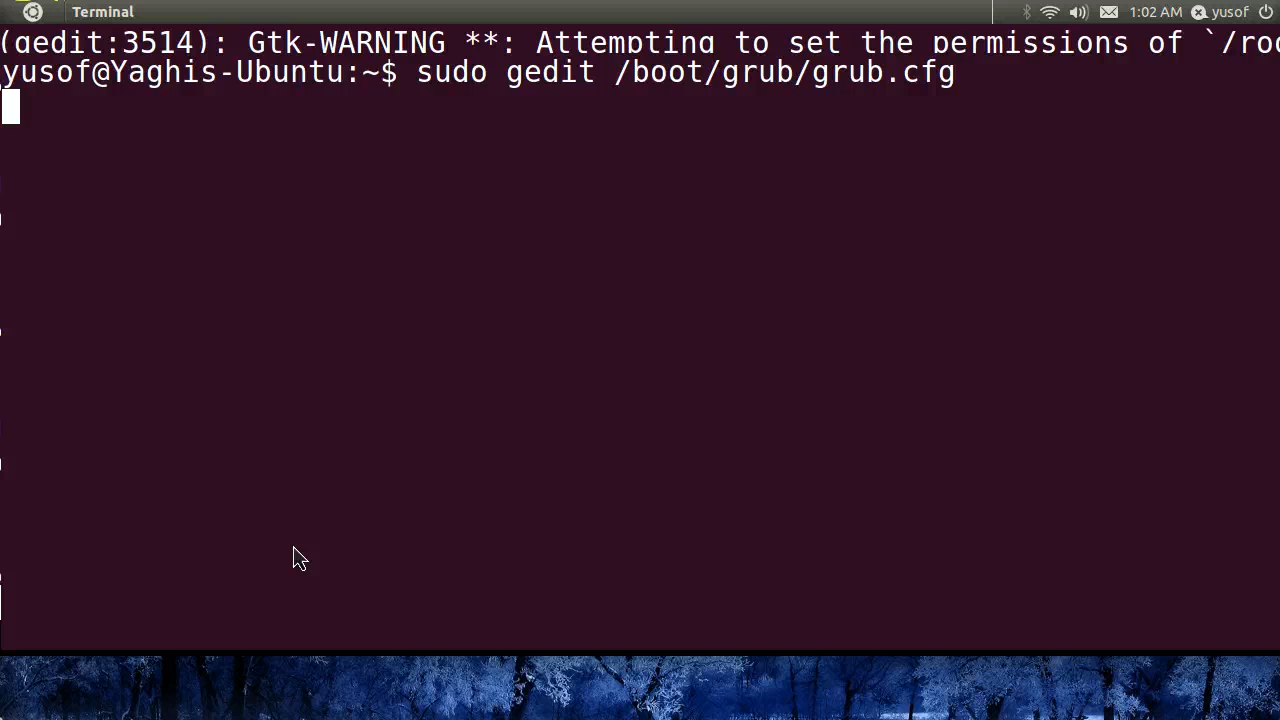 Terminal
1:02 AM
yusof
(gedit:3514): Gtk-WARNING **: Attempting to set the permissions of `/roo
yusof@Yaghis-Ubuntu:~$ sudo gedit /boot/grub/grub.cfg